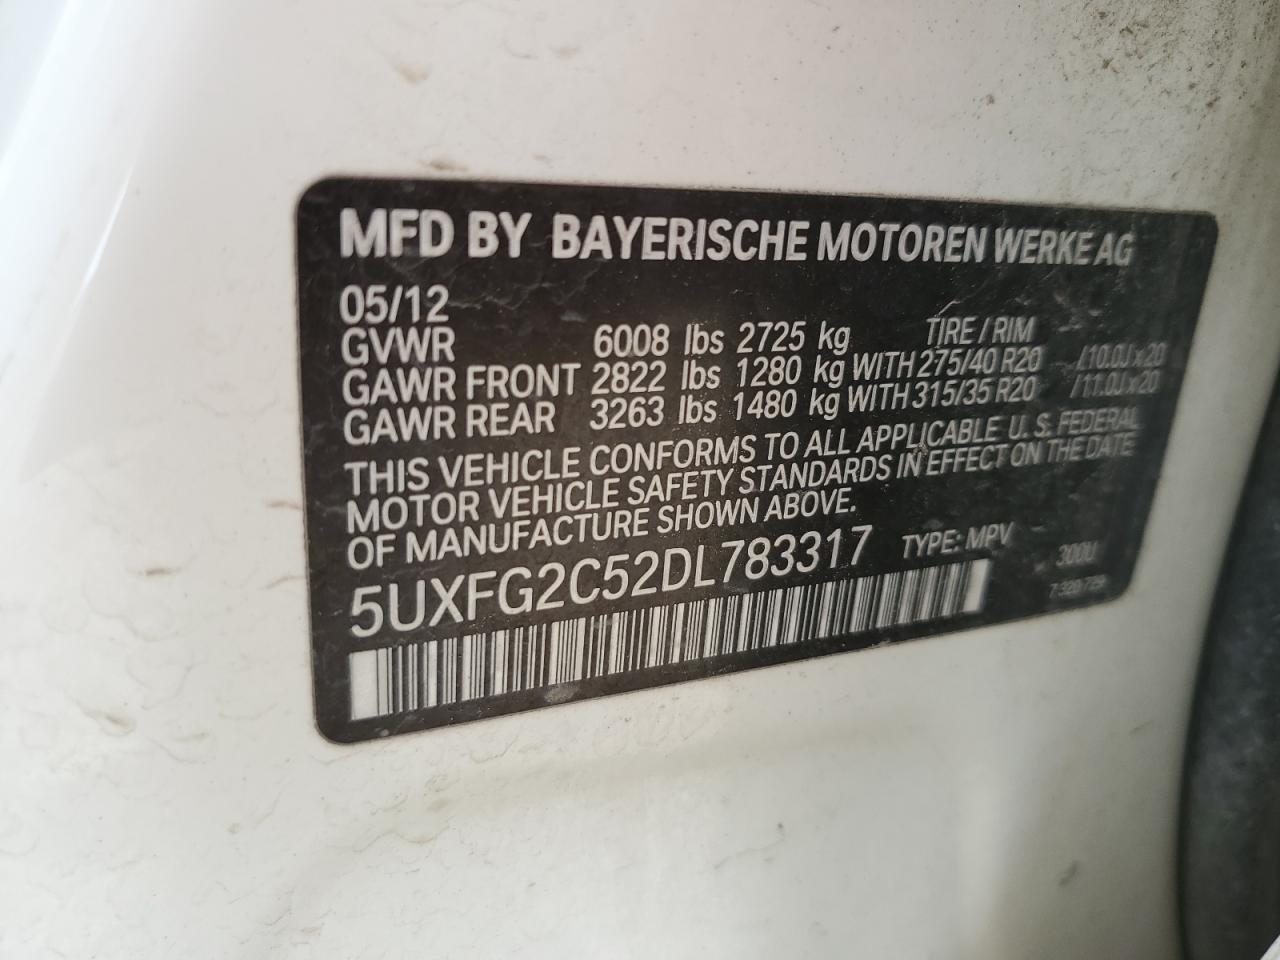 MFD BY BAYERISCHE MOTOREN WERKE AG
05/12 TIRE / RIM
GVWR 6008 lbs 2725 kg
GAWR FRONT 2822 lbs 1280 kg WITH 275/40 R20 /10.0J x 20
GAWR REAR 3263 lbs 1480 kg WITH 315/35 R20 /11.0J x 20
THIS VEHICLE CONFORMS TO ALL APPLICABLE U.S. FEDERAL
MOTOR VEHICLE SAFETY STANDARDS IN EFFECT ON THE DATE
OF MANUFACTURE SHOWN ABOVE.
5UXFG2C52DL783317 TYPE: MPV 300U
7 320